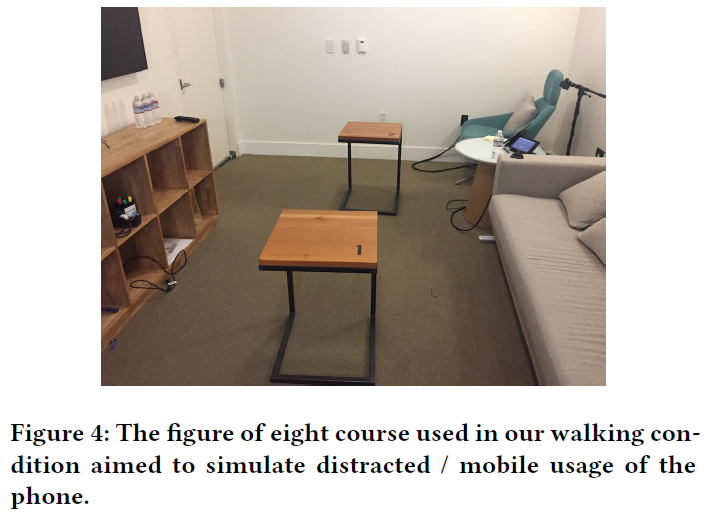 Figure 4: The figure of eight course used in our walking con-
dition aimed to simulate distracted / mobile usage of the
phone.